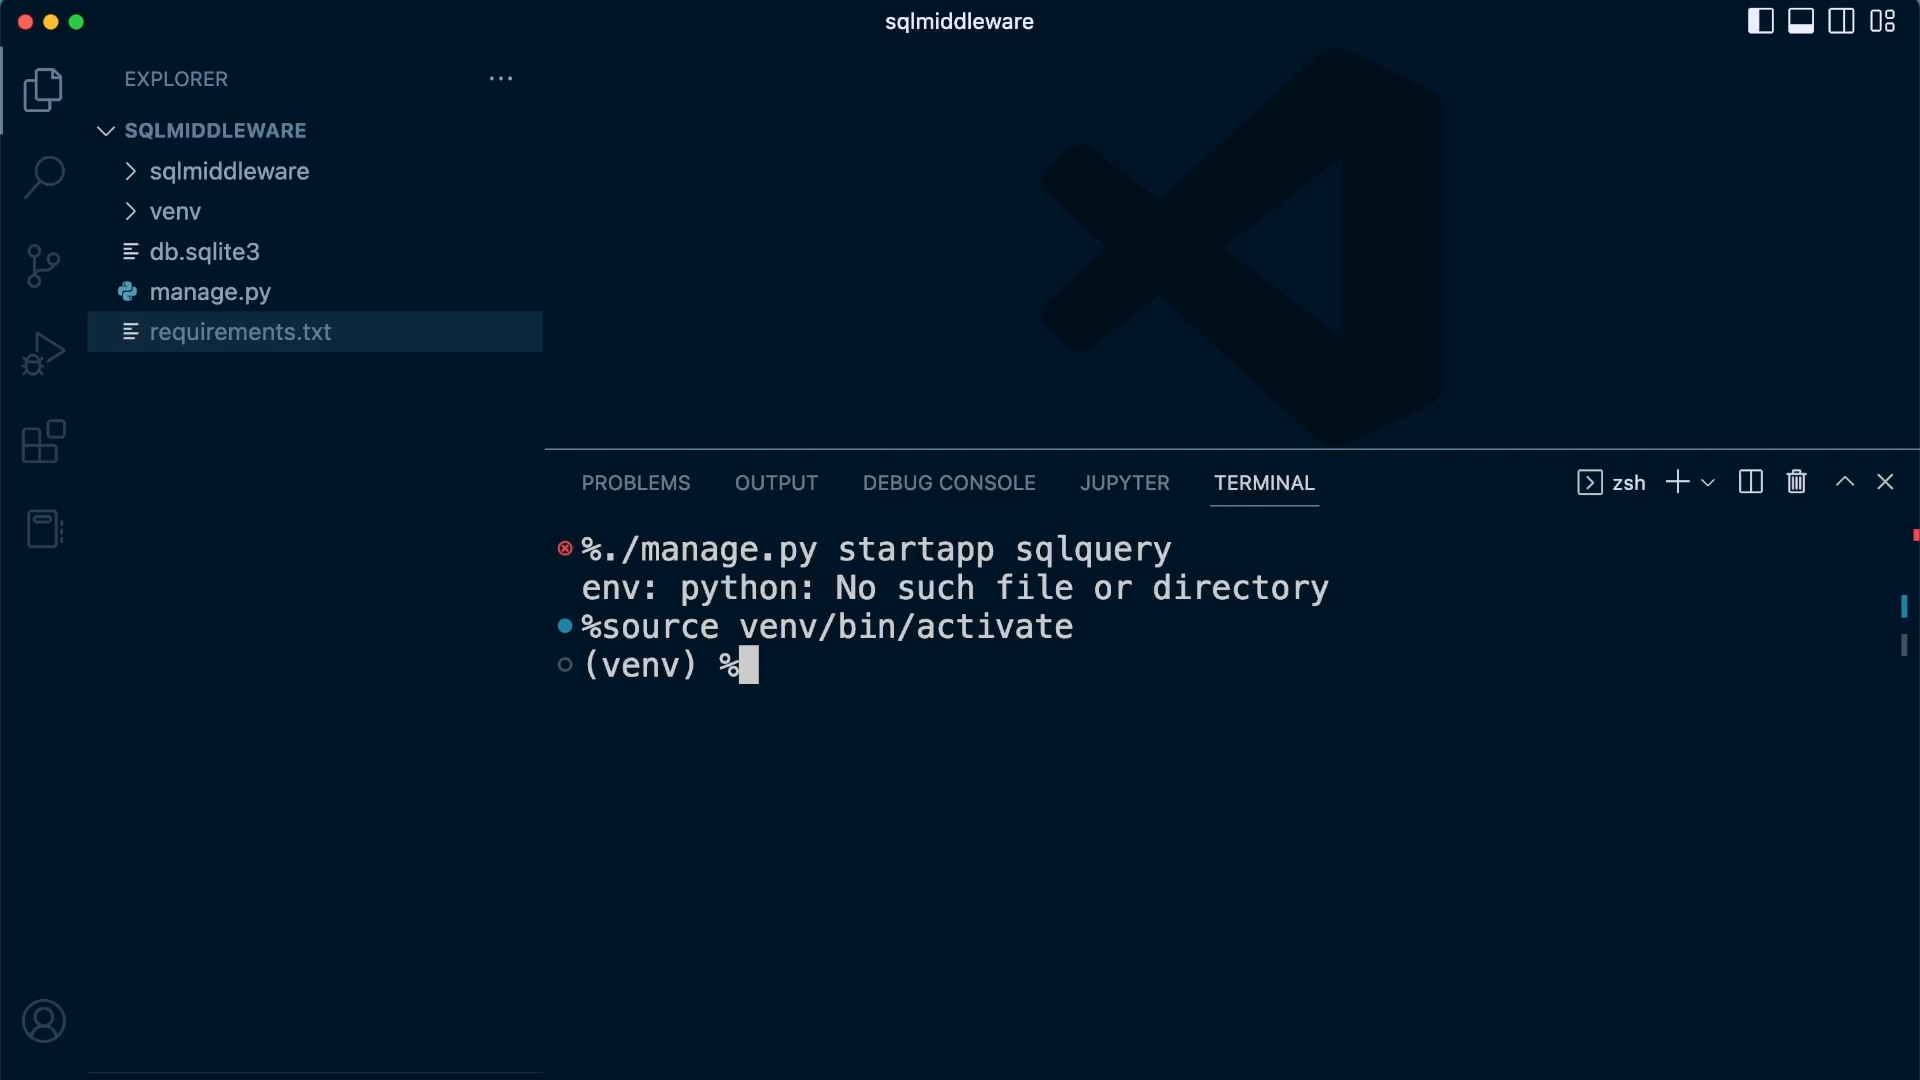 sqlmiddleware
EXPLORER
SQLMIDDLEWARE
sqlmiddleware
venv
db.sqlite3
manage.py
requirements.txt
PROBLEMS OUTPUT DEBUG CONSOLE JUPYTER TERMINAL zsh
%./manage.py startapp sqlquery
env: python: No such file or directory
%source venv/bin/activate
(venv) %